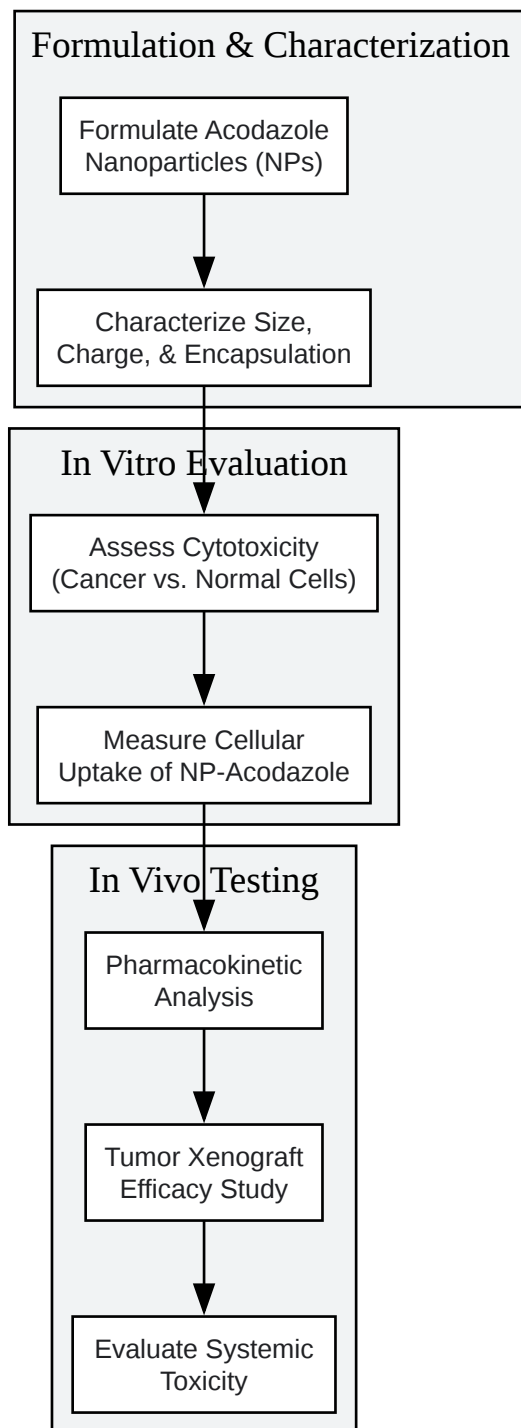 Formulation & Characterization
Formulate Acodazole
Nanoparticles (NPs)
Characterize Size,
Charge, & Encapsulation
In Vitro Evaluation
Assess Cytotoxicity
(Cancer vs. Normal Cells)
Measure Cellular
Uptake of NP-Acodazole
In Vivo Testing
Pharmacokinetic
Analysis
Tumor Xenograft
Efficacy Study
Evaluate Systemic
Toxicity